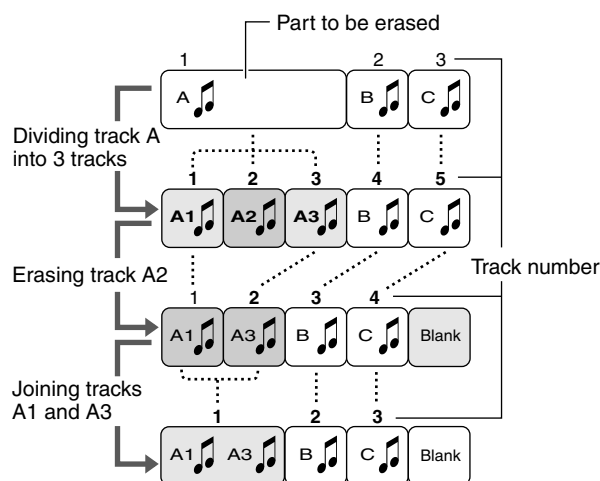 Part to be erased
1 2 3
A B C
Dividing track A
into 3 tracks
1 2 3 4 5
A1 A2 A3 B C
Erasing track A2
Track number
1 2 3 4
A1 A3 B C Blank
Joining tracks
A1 and A3
1 2 3
A1 A3 B C Blank